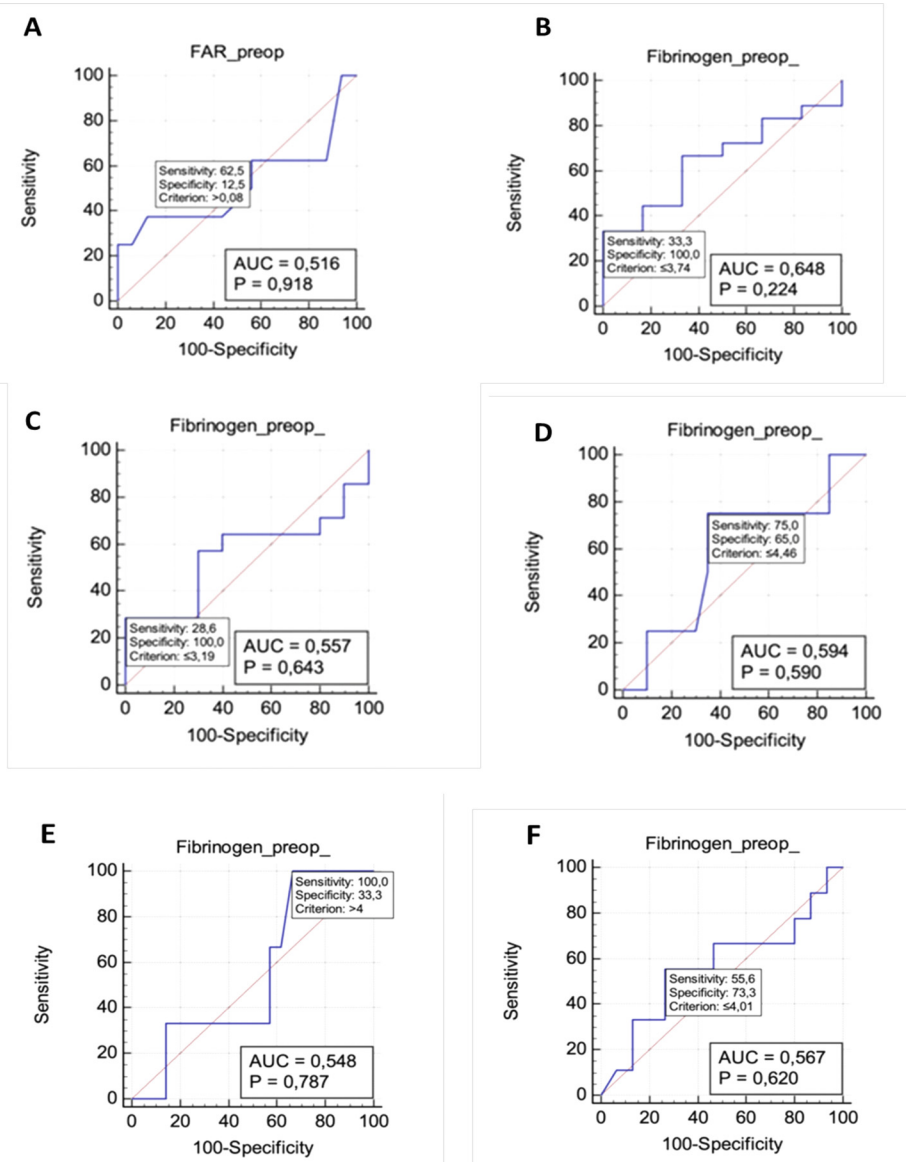 A
FAR_preop
100
80
60
40
20
0
Sensitivity
Sensitivity: 62,5
Specificity: 12,5
Criterion: >0,08
AUC = 0,516
P = 0,918
0 20 40 60 80 100
100-Specificity
B
Fibrinogen_preop_
100
80
60
40
20
0
Sensitivity
Sensitivity: 33,3
Specificity: 100,0
Criterion: ≤3,74
AUC = 0,648
P = 0,224
0 20 40 60 80 100
100-Specificity
C
Fibrinogen_preop_
100
80
60
40
20
0
Sensitivity
Sensitivity: 28,6
Specificity: 100,0
Criterion: ≤3,19
AUC = 0,557
P = 0,643
0 20 40 60 80 100
100-Specificity
D
Fibrinogen_preop_
100
80
60
40
20
0
Sensitivity
Sensitivity: 75,0
Specificity: 65,0
Criterion: ≤4,46
AUC = 0,594
P = 0,590
0 20 40 60 80 100
100-Specificity
E
Fibrinogen_preop_
100
80
60
40
20
0
Sensitivity
Sensitivity: 100,0
Specificity: 33,3
Criterion: >4
AUC = 0,548
P = 0,787
0 20 40 60 80 100
100-Specificity
F
Fibrinogen_preop_
100
80
60
40
20
0
Sensitivity
Sensitivity: 55,6
Specificity: 73,3
Criterion: ≤4,01
AUC = 0,567
P = 0,620
0 20 40 60 80 100
100-Specificity